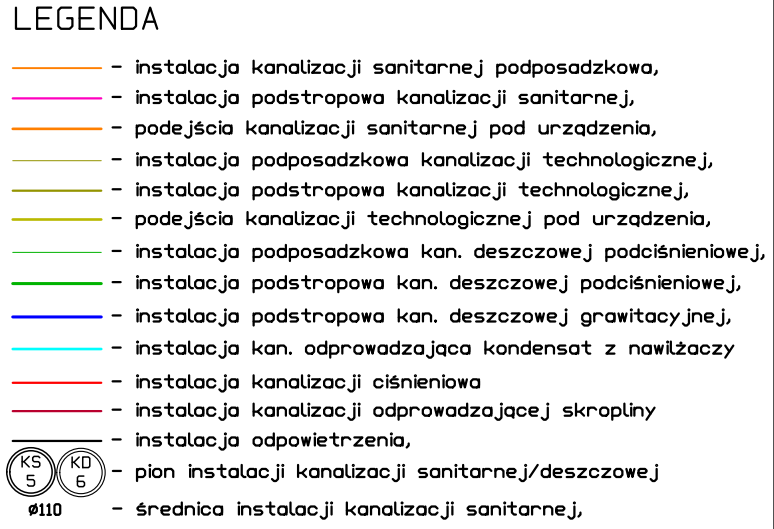 LEGENDA
- instalacja kanalizacji sanitarnej podposadzkowa,
- instalacja podstropowa kanalizacji sanitarnej,
- podejścia kanalizacji sanitarnej pod urządzenia,
- instalacja podposadzkowa kanalizacji technologicznej,
- instalacja podstropowa kanalizacji technologicznej,
- podejścia kanalizacji technologicznej pod urządzenia,
- instalacja podposadzkowa kan. deszczowej podciśnieniowej,
- instalacja podstropowa kan. deszczowej podciśnieniowej,
- instalacja podstropowa kan. deszczowej grawitacyjnej,
- instalacja kan. odprowadzająca kondensat z nawilżaczy
- instalacja kanalizacji ciśnieniowa
- instalacja kanalizacji odprowadzającej skropliny
- instalacja odpowietrzenia,
KS 5 KD 6 - pion instalacji kanalizacji sanitarnej/deszczowej
ø110 - średnica instalacji kanalizacji sanitarnej,